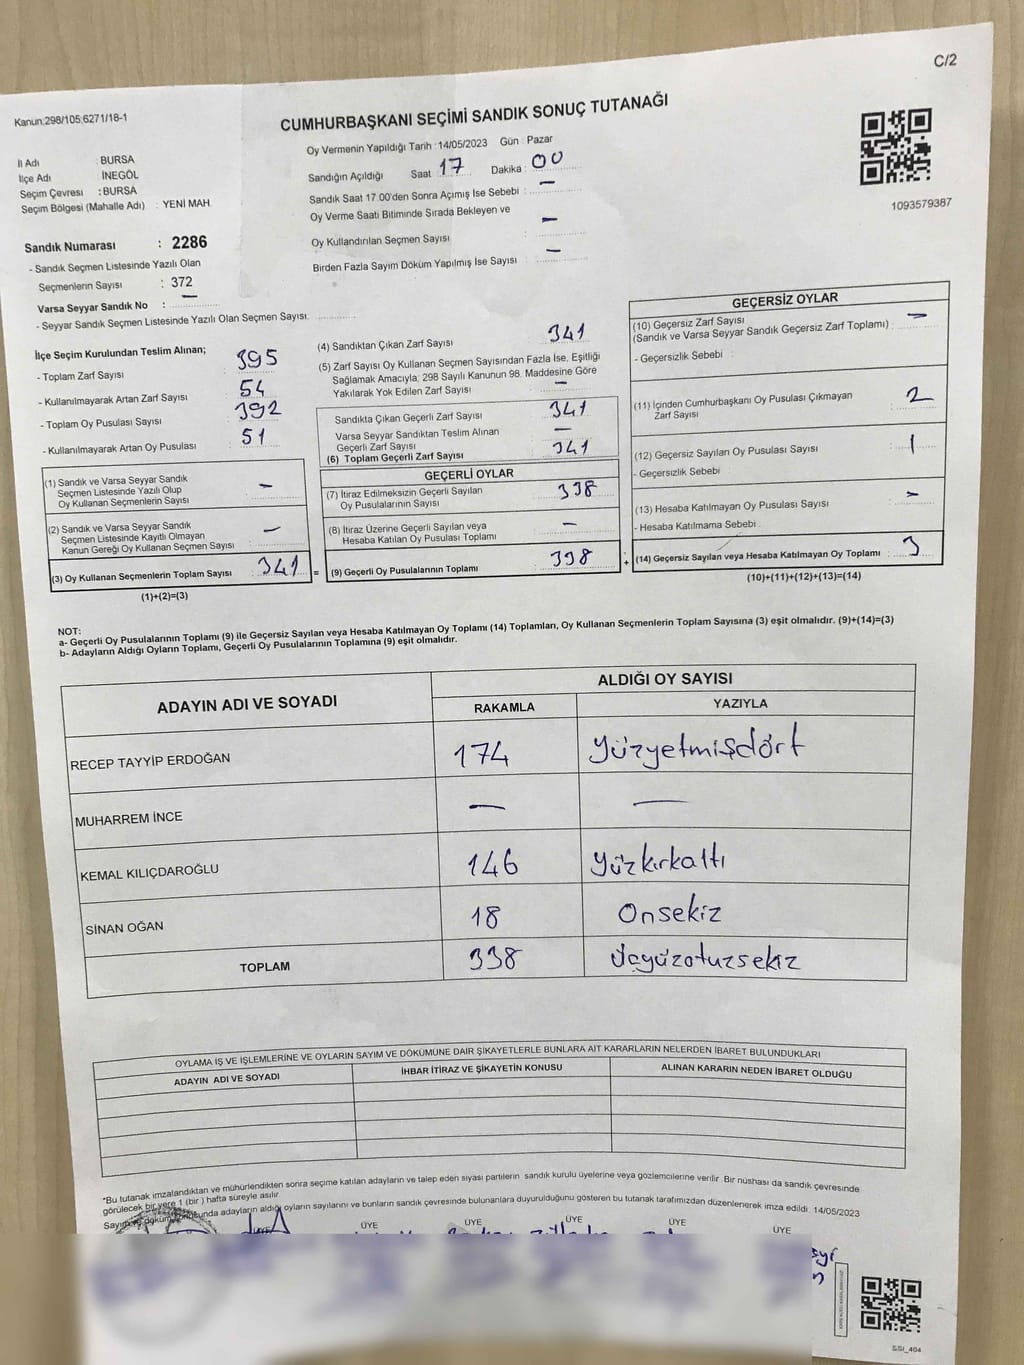 C/2
Kanun:298/105;6271/18-1
CUMHURBAŞKANI SEÇİMİ SANDIK SONUÇ TUTANAĞI
İl Adı : BURSA
İlçe Adı İNEGÖL
Seçim Çevresi : BURSA
Seçim Bölgesi (Mahalle Adı) : YENİ MAH.
Oy Vermenin Yapıldığı Tarih : 14/05/2023 Gün : Pazar
Sandığın Açıldığı Saat 17 Dakika : 00
Sandık Saat 17.00'den Sonra Açımış İse Sebebi : –
Oy Verme Saati Bitiminde Sırada Bekleyen ve
Oy Kullandırılan Seçmen Sayısı : –
Birden Fazla Sayım Döküm Yapılmış İse Sayısı : –
1093579387
Sandık Numarası : 2286
- Sandık Seçmen Listesinde Yazılı Olan
Seçmenlerin Sayısı : 372
Varsa Seyyar Sandık No : –
- Seyyar Sandık Seçmen Listesinde Yazılı Olan Seçmen Sayısı:
İlçe Seçim Kurulundan Teslim Alınan;
- Toplam Zarf Sayısı : 395
- Kullanılmayarak Artan Zarf Sayısı : 54
- Toplam Oy Pusulası Sayısı : 392
- Kullanılmayarak Artan Oy Pusulası : 51
(1) Sandık ve Varsa Seyyar Sandık
Seçmen Listesinde Yazılı Olup
Oy Kullanan Seçmenlerin Sayısı : –
(2) Sandık ve Varsa Seyyar Sandık
Seçmen Listesinde Kayıtlı Olmayan
Kanun Gereği Oy Kullanan Seçmen Sayısı : –
(3) Oy Kullanan Seçmenlerin Toplam Sayısı : 341 =
(1)+(2)=(3)
(4) Sandıktan Çıkan Zarf Sayısı : 341
(5) Zarf Sayısı Oy Kullanan Seçmen Sayısından Fazla İse, Eşitliği
Sağlamak Amacıyla; 298 Sayılı Kanunun 98. Maddesine Göre
Yakılarak Yok Edilen Zarf Sayısı : –
Sandıkta Çıkan Geçerli Zarf Sayısı : 341
Varsa Seyyar Sandıktan Teslim Alınan
Geçerli Zarf Sayısı : –
(6) Toplam Geçerli Zarf Sayısı : 341
GEÇERLİ OYLAR
(7) İtiraz Edilmeksizin Geçerli Sayılan
Oy Pusulalarının Sayısı : 338
(8) İtiraz Üzerine Geçerli Sayılan veya
Hesaba Katılan Oy Pusulası Toplamı : –
(9) Geçerli Oy Pusulalarının Toplamı : 338 +
GEÇERSİZ OYLAR
(10) Geçersiz Zarf Sayısı
(Sandık ve Varsa Seyyar Sandık Geçersiz Zarf Toplamı) : –
- Geçersizlik Sebebi :
(11) İçinden Cumhurbaşkanı Oy Pusulası Çıkmayan
Zarf Sayısı : 2
(12) Geçersiz Sayılan Oy Pusulası Sayısı : 1
- Geçersizlik Sebebi
(13) Hesaba Katılmayan Oy Pusulası Sayısı : –
- Hesaba Katılmama Sebebi :
(14) Geçersiz Sayılan veya Hesaba Katılmayan Oy Toplamı : 3
(10)+(11)+(12)+(13)=(14)
NOT:
a- Geçerli Oy Pusulalarının Toplamı (9) ile Geçersiz Sayılan veya Hesaba Katılmayan Oy Toplamı (14) Toplamları, Oy Kullanan Seçmenlerin Toplam Sayısına (3) eşit olmalıdır. (9)+(14)=(3)
b- Adayların Aldığı Oyların Toplamı, Geçerli Oy Pusulalarının Toplamına (9) eşit olmalıdır.
ADAYIN ADI VE SOYADI ALDIĞI OY SAYISI
RAKAMLA YAZIYLA
RECEP TAYYİP ERDOĞAN 174 yüzyetmişdört
MUHARREM İNCE – –
KEMAL KILIÇDAROĞLU 146 yüzkırkaltı
SİNAN OĞAN 18 Onsekiz
TOPLAM 338 Üçyüzotuzsekiz
OYLAMA İŞ VE İŞLEMLERİNE VE OYLARIN SAYIM VE DÖKÜMÜNE DAİR ŞİKAYETLERLE BUNLARA AİT KARARLARIN NELERDEN İBARET BULUNDUKLARI
ADAYIN ADI VE SOYADI İHBAR İTİRAZ VE ŞİKAYETİN KONUSU ALINAN KARARIN NEDEN İBARET OLDUĞU
*Bu tutanak imzalandıktan ve mühürlendikten sonra seçime katılan adayların ve talep eden siyasi partilerin sandık kurulu üyelerine veya gözlemcilerine verilir. Bir nüshası da sandık çevresinde
görülecek bir yere 1 (bir ) hafta süreyle asılır.
Sayım ve döküm sonucunda adayların aldığı oyların sayılarını ve bunların sandık çevresinde bulunanlara duyurulduğunu gösteren bu tutanak tarafımızdan düzenlenerek imza edildi. 14/05/2023
ÜYE ÜYE ÜYE ÜYE ÜYE ÜYE
SSI_404